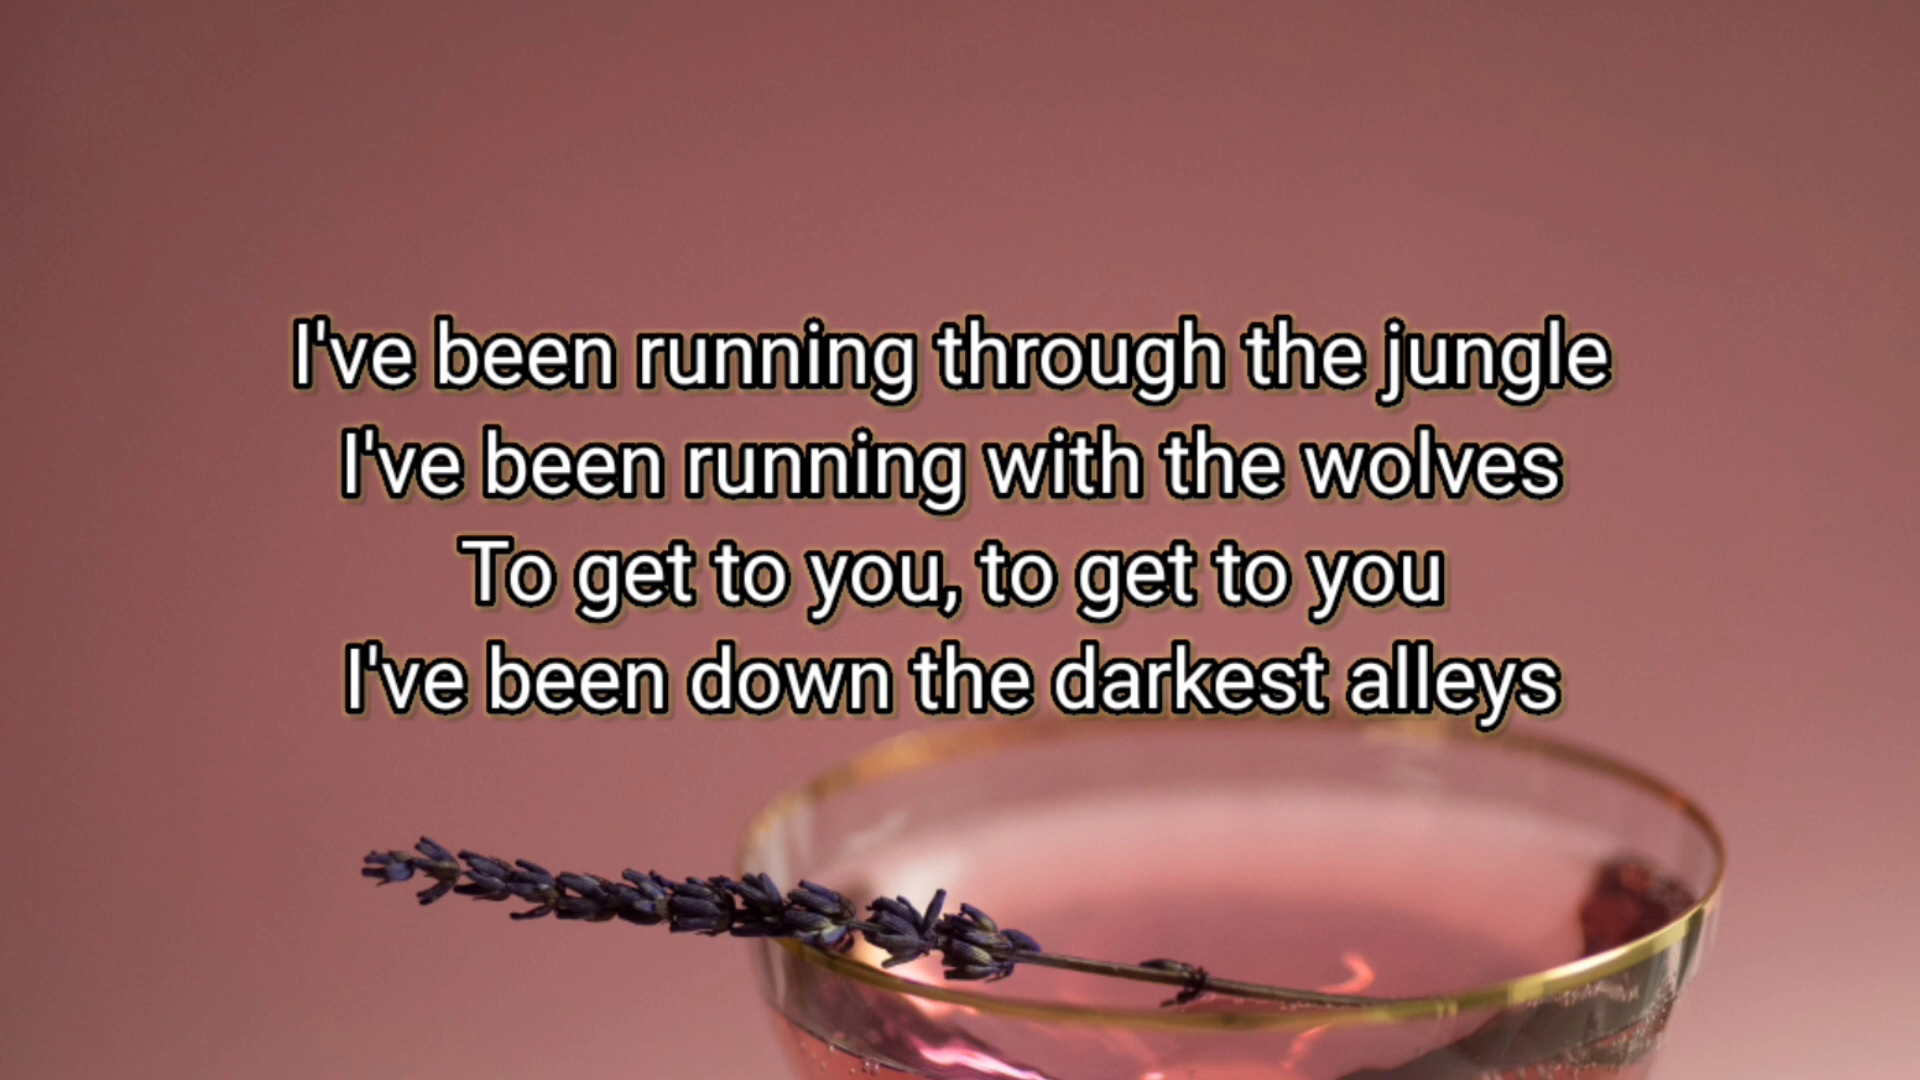 I've been running through the jungle
I've been running with the wolves
To get to you, to get to you
I've been down the darkest alleys